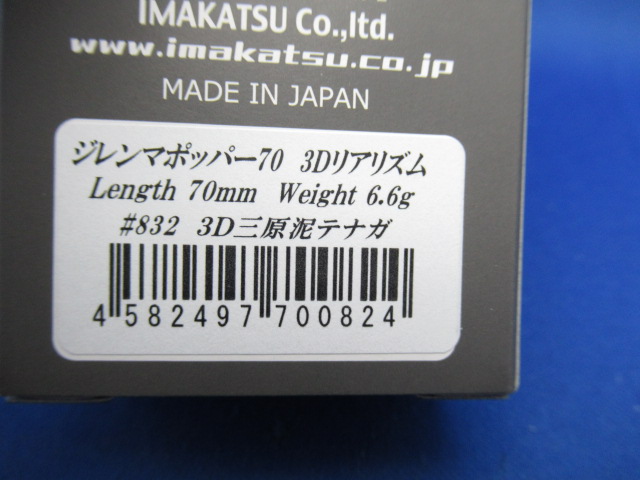 IMAKATSU Co.,ltd.
www.imakatsu.co.jp
MADE IN JAPAN
ジレンマポッパー70 3Dリアリズム
Length 70mm Weight 6.6g
#832 3D三原泥テナガ
4 582497 700824